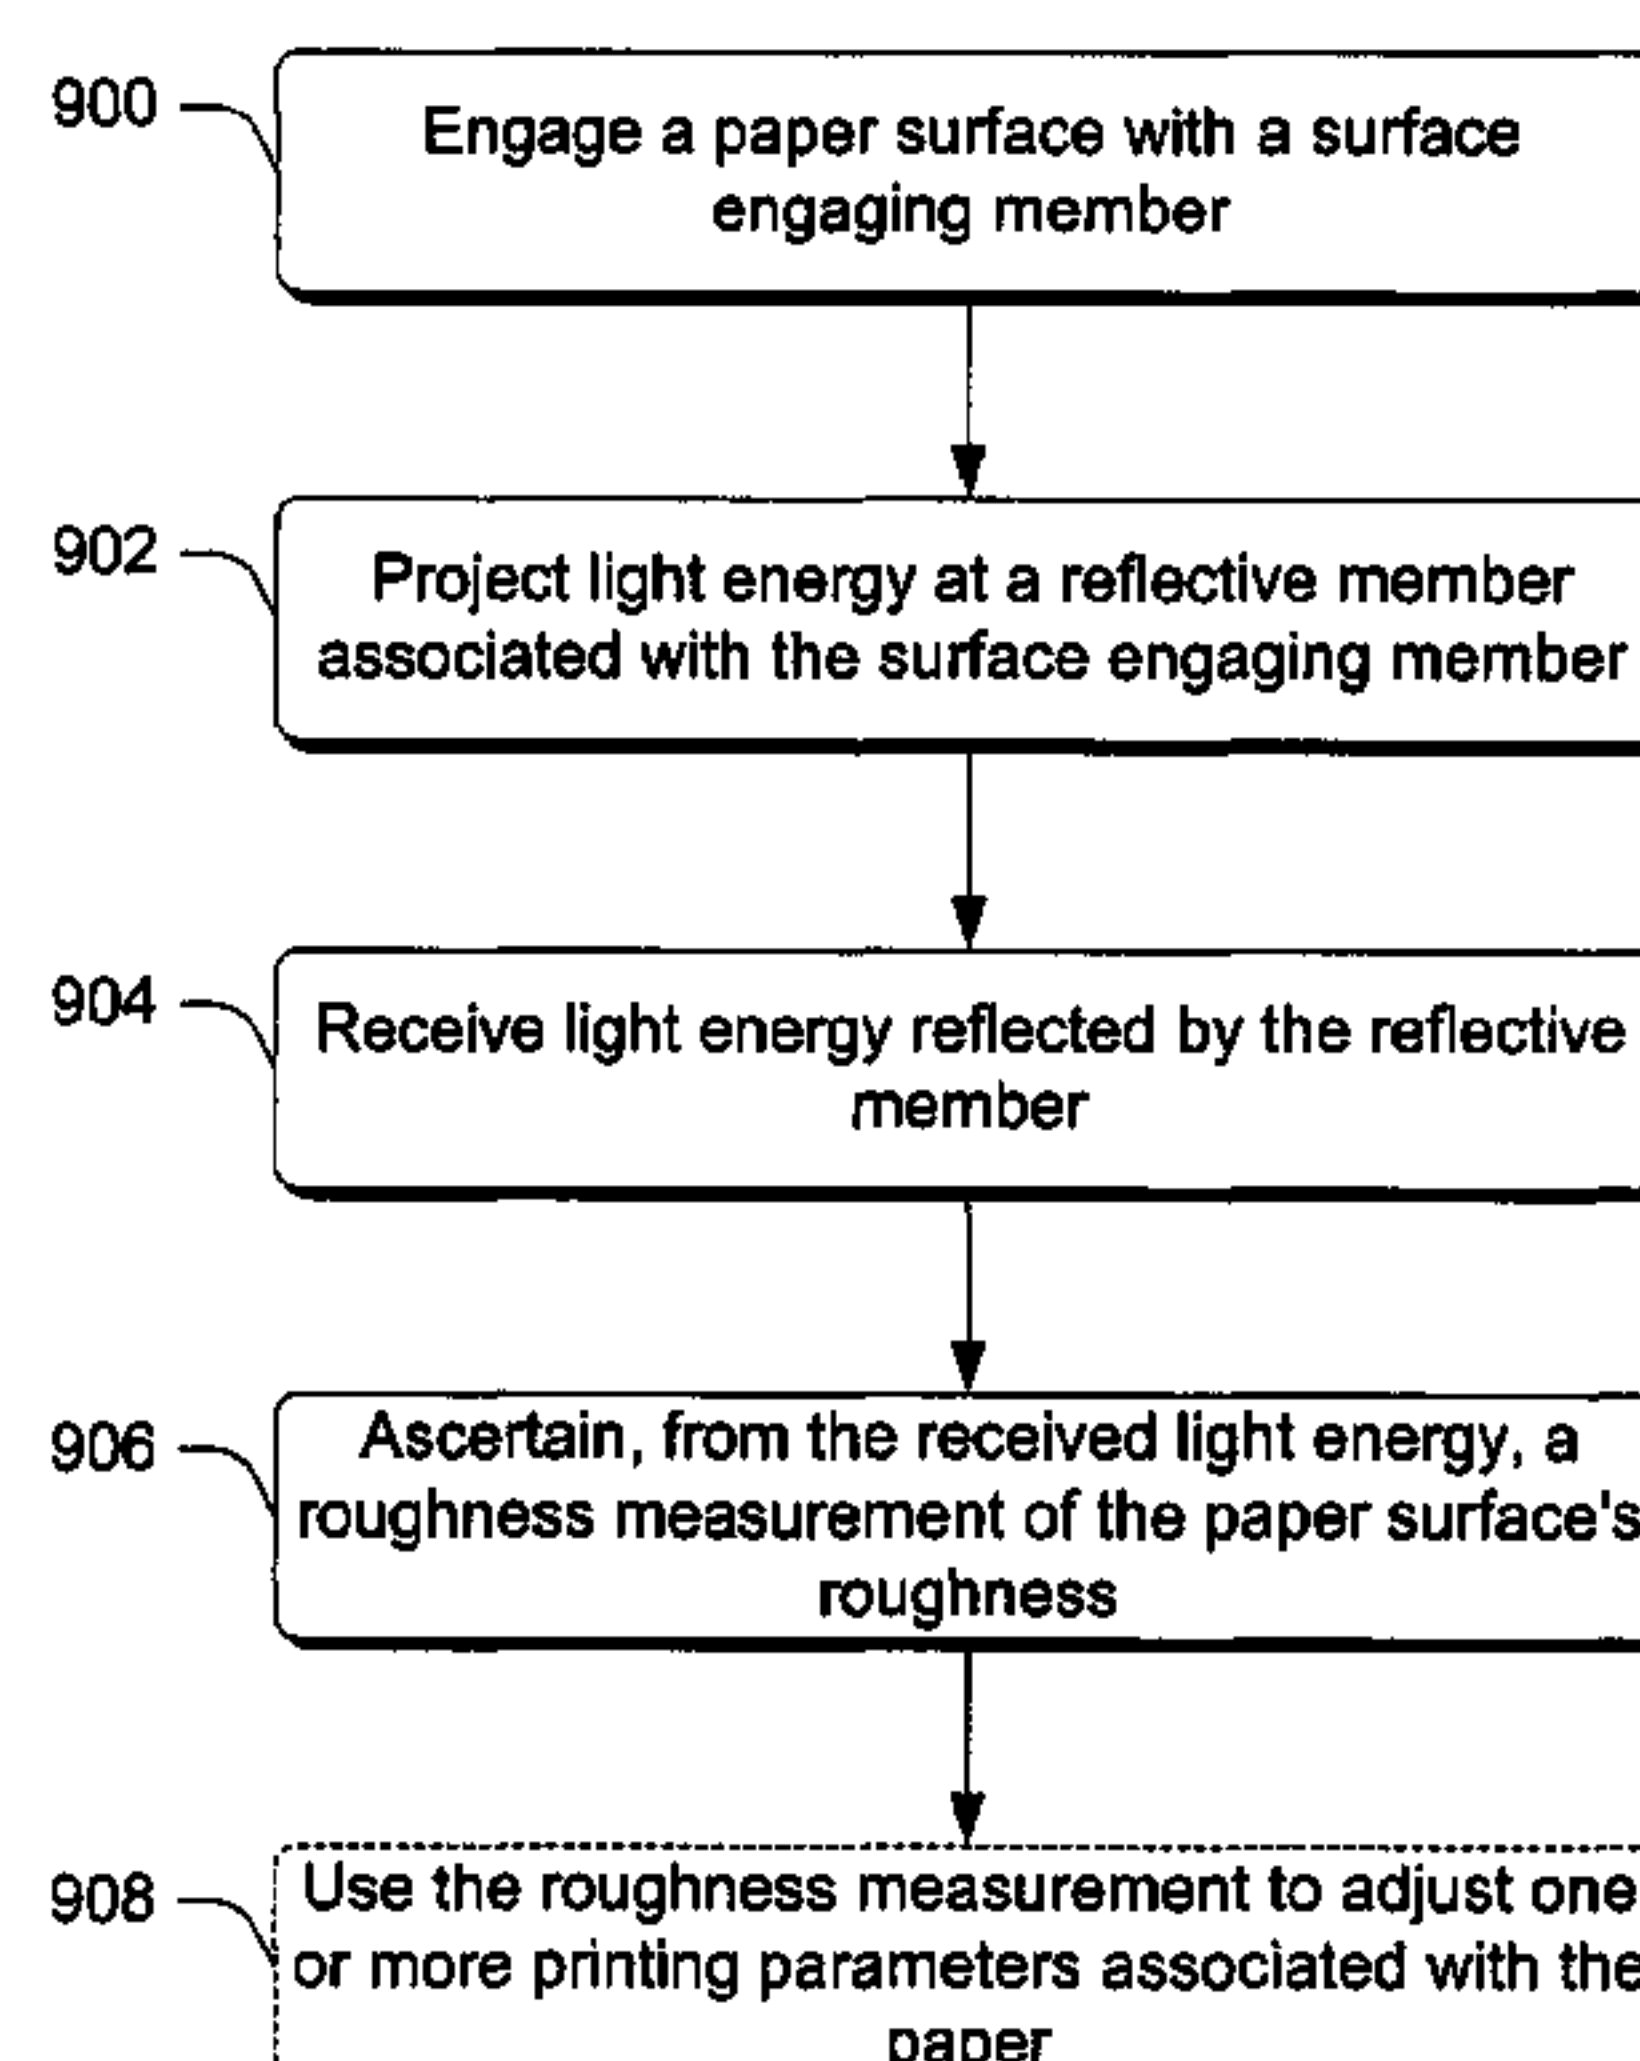 900
Engage a paper surface with a surface
engaging member
902
Project light energy at a reflective member
associated with the surface engaging member
904
Receive light energy reflected by the reflective
member
906
Ascertain, from the received light energy, a
roughness measurement of the paper surface's
roughness
908
Use the roughness measurement to adjust one
or more printing parameters associated with the
paper